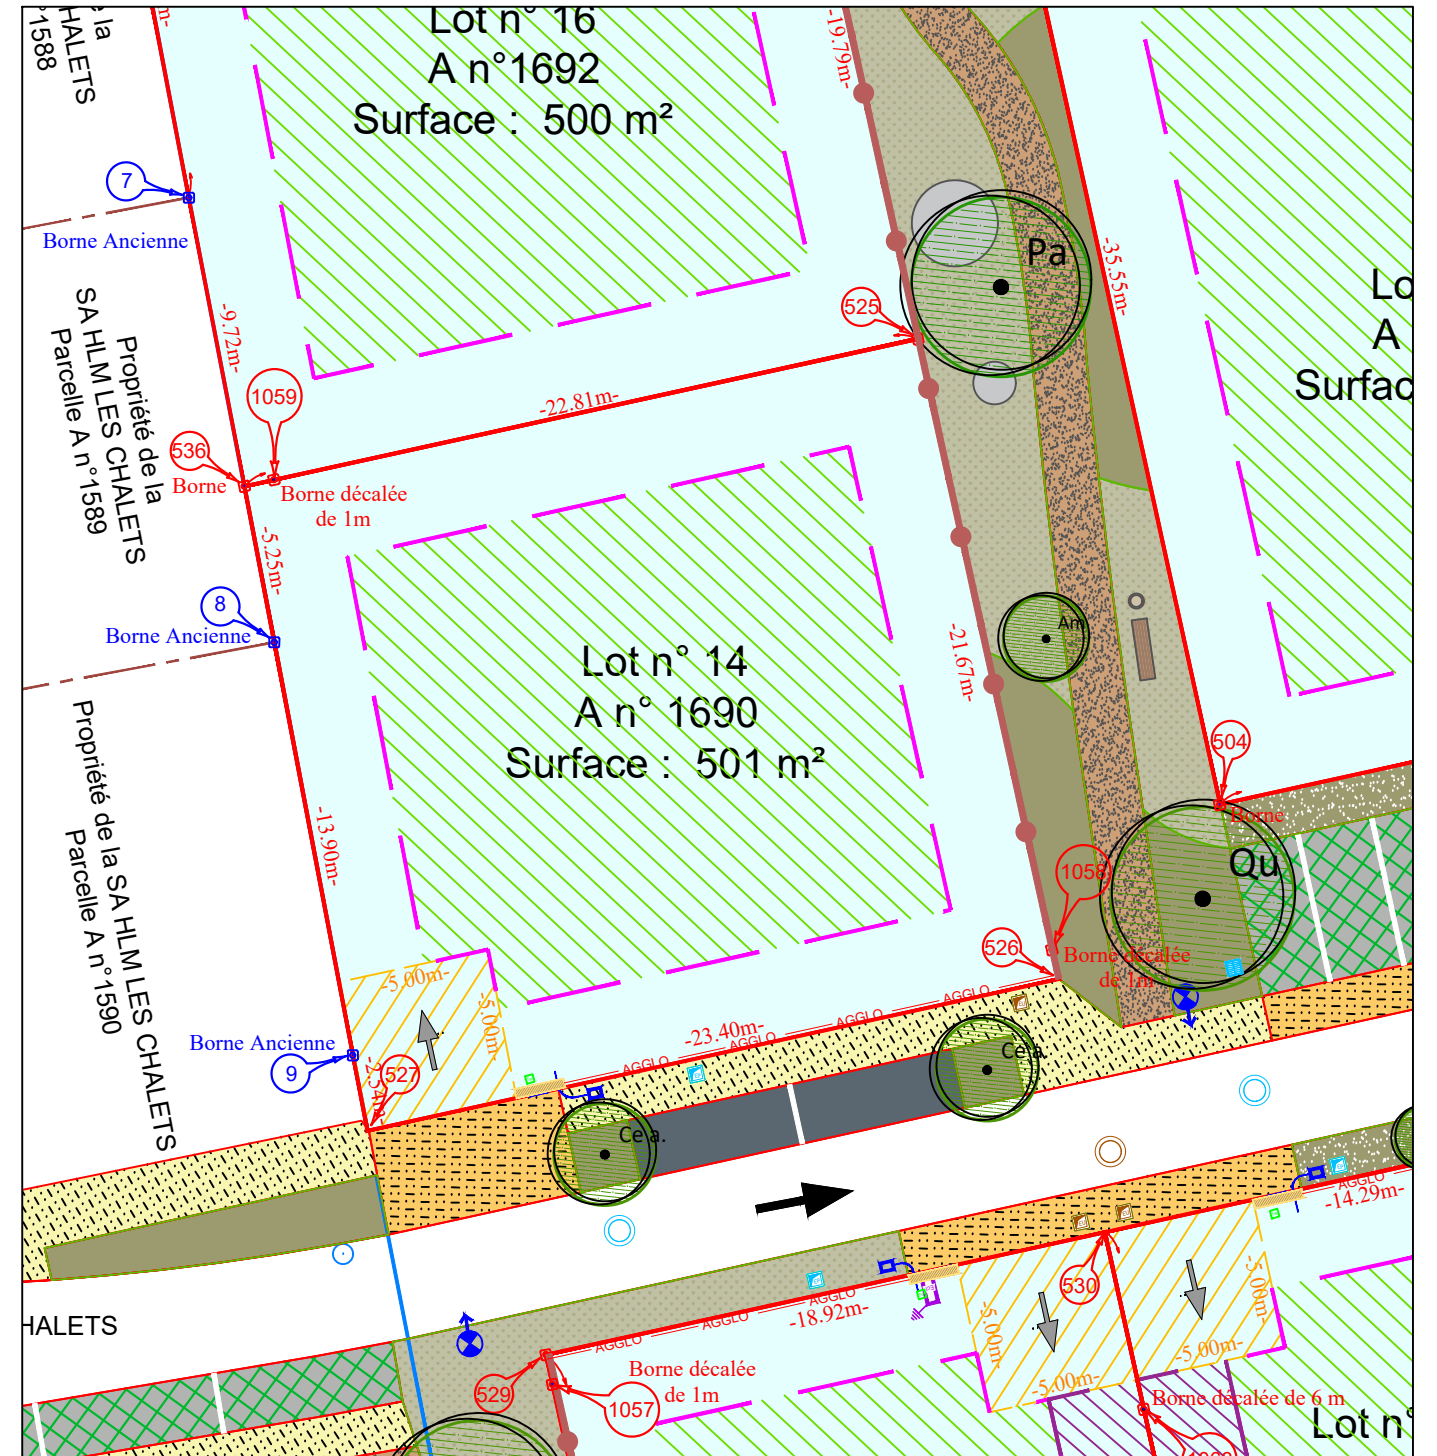 Lot n° 16
A n°1692
Surface : 500 m²
-19.79m-
HALETS
°1588
7
Borne Ancienne
-9.72m-
Propriété de la
SA HLM LES CHALETS
Parcelle A n°1589
1059
536
Borne
Borne décalée
de 1m
-22.81m-
525
Pa
-35.55m-
Lo
A
Surfac
-5.25m-
8
Borne Ancienne
Lot n° 14
A n° 1690
Surface : 501 m²
-21.67m-
Am
504
Borne
Qu
Propriété de la SA HLM LES CHALETS
Parcelle A n°1590
-13.90m-
1058
526
Borne décalée
de 1m
-5.00m-
-5.00m-
Borne Ancienne
9
527
-2.54m-
-23.40m-
AGGLO
AGGLO
AGGLO
AGGLO
Ce a.
Ce a.
530
-14.29m-
AGGLO
-18.92m-
AGGLO
AGGLO
AGGLO
HALETS
529
1057
Borne décalée
de 1m
-5.00m-
-5.00m-
-5.00m-
-5.00m-
Borne décalée de 6 m
Lot n°